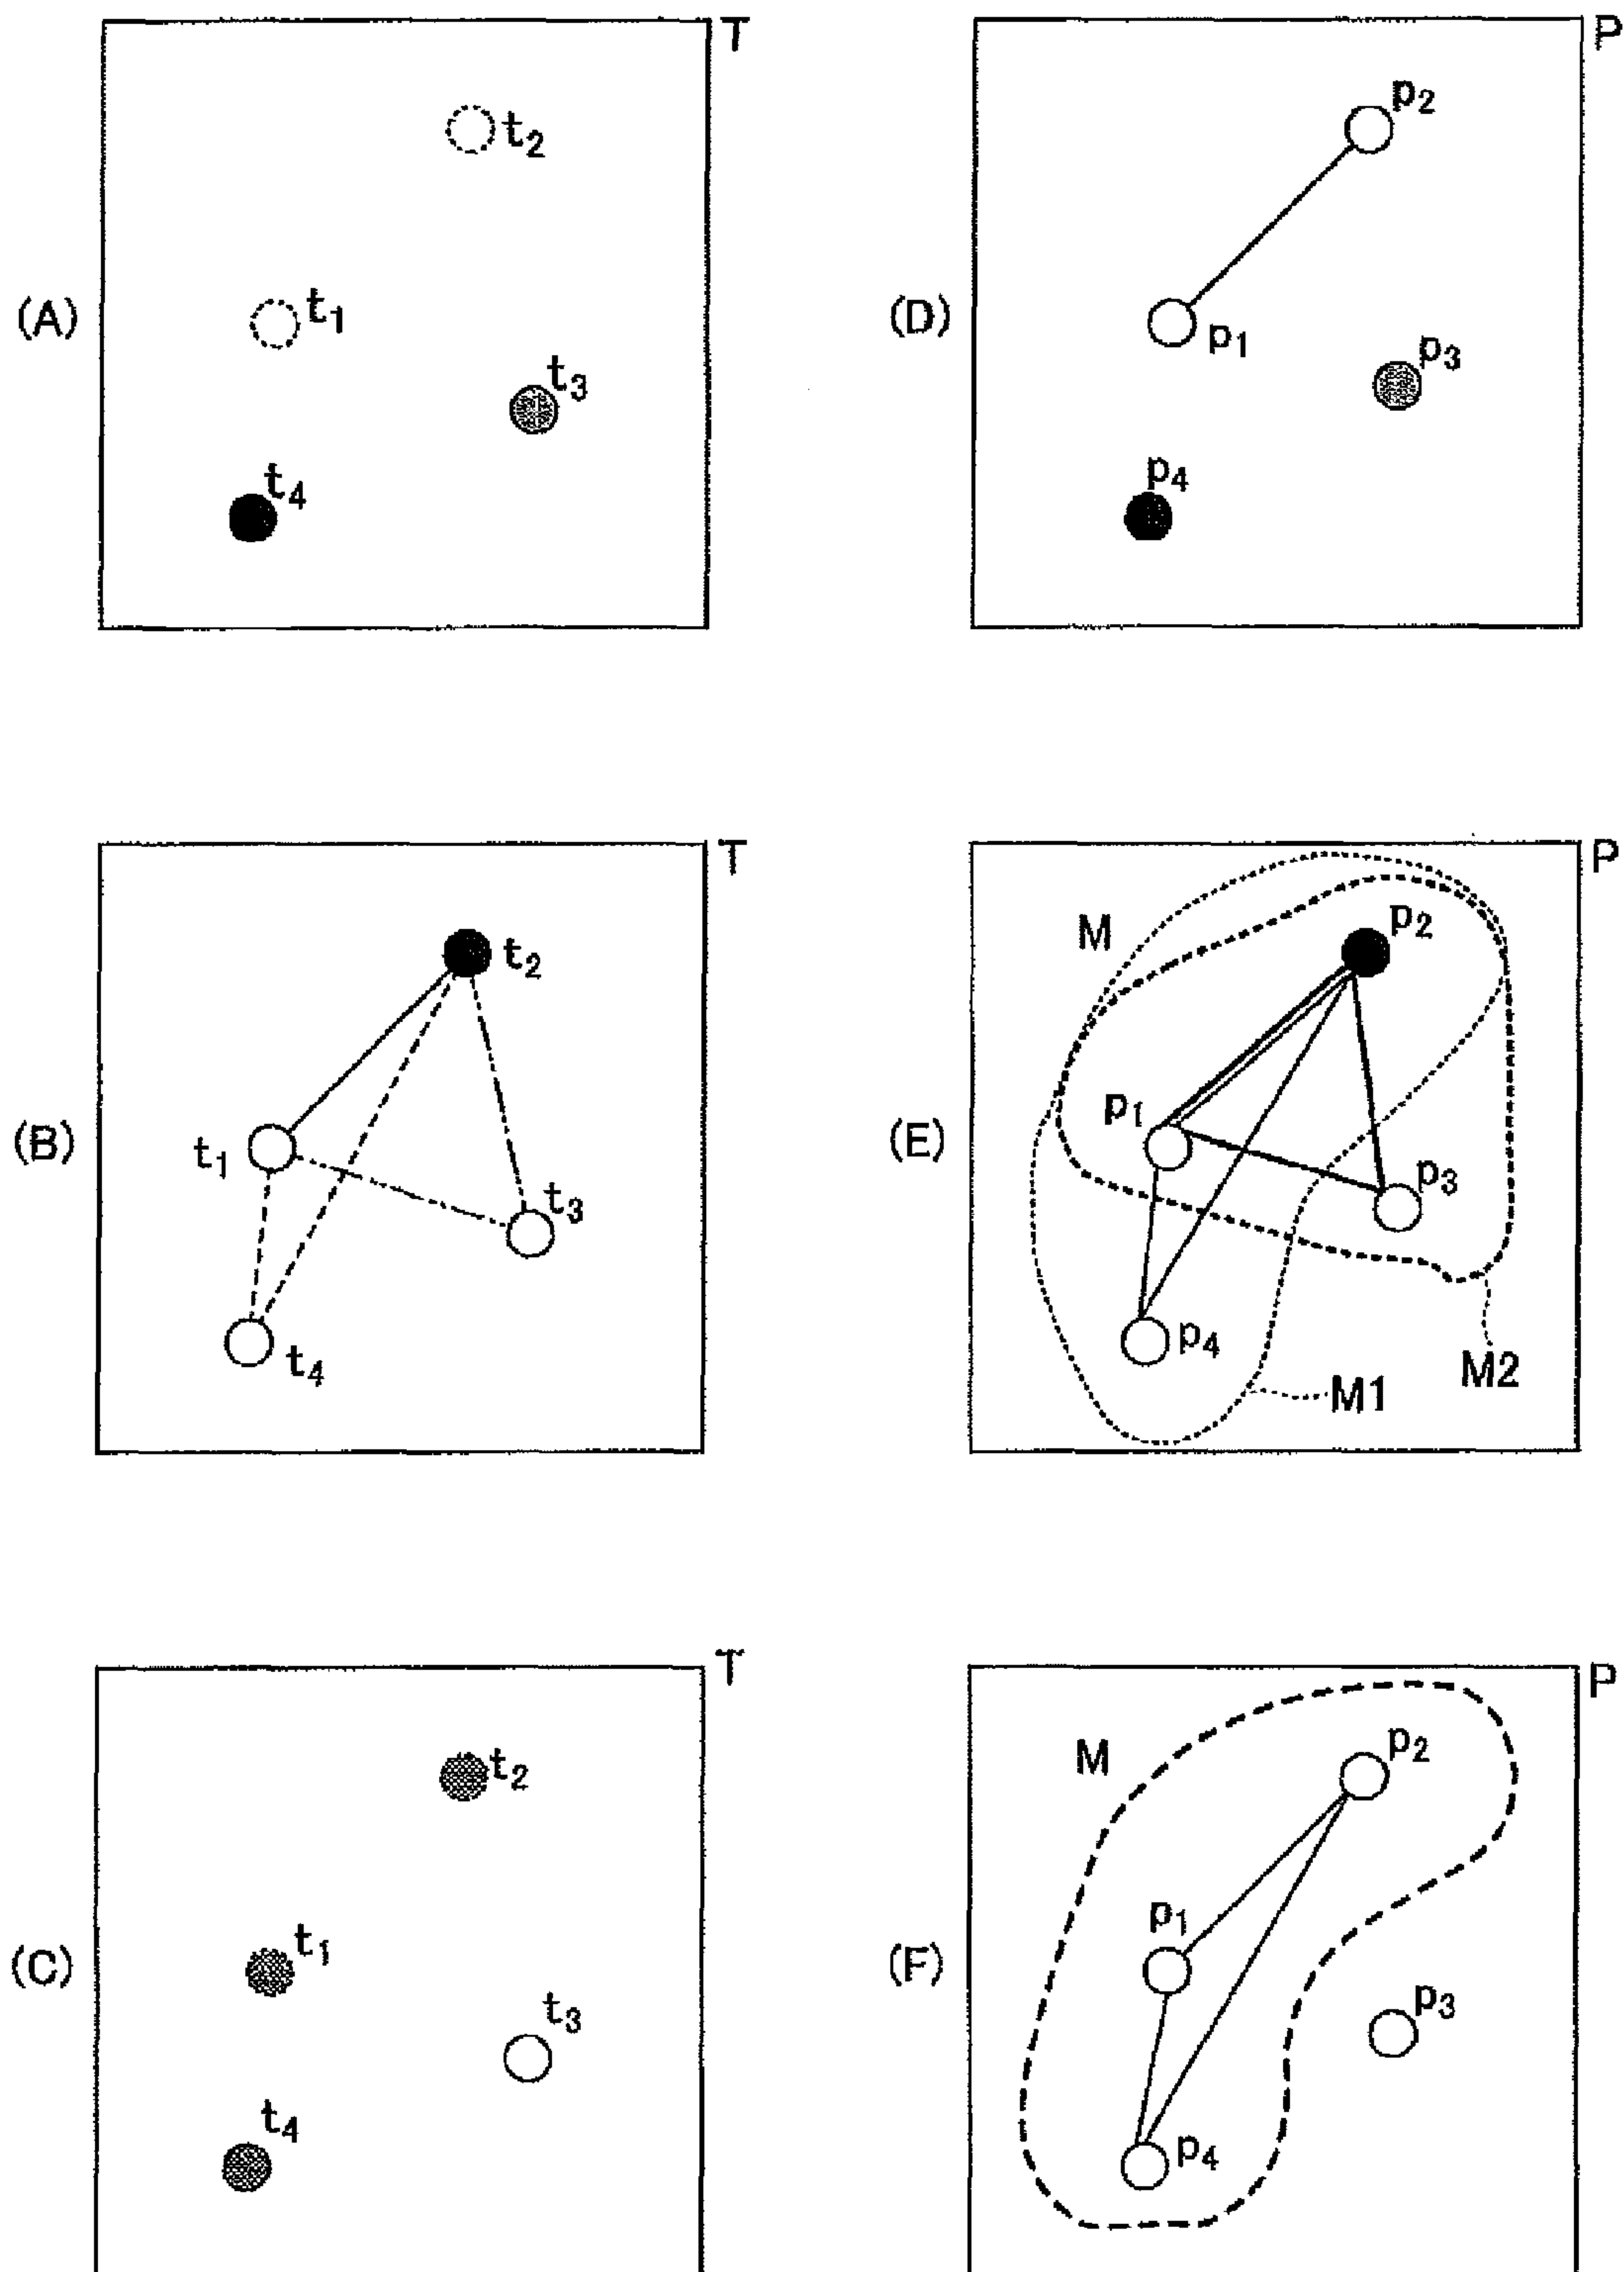 T
t₂
(A)
t₁
t₃
t₄
P
p₂
(D)
p₁
p₃
p₄
T
t₂
(B)
t₁
t₃
t₄
P
M
p₂
(E)
p₁
p₃
p₄
M1
M2
T
t₂
(C)
t₁
t₃
t₄
P
M
p₂
(F)
p₁
p₃
p₄